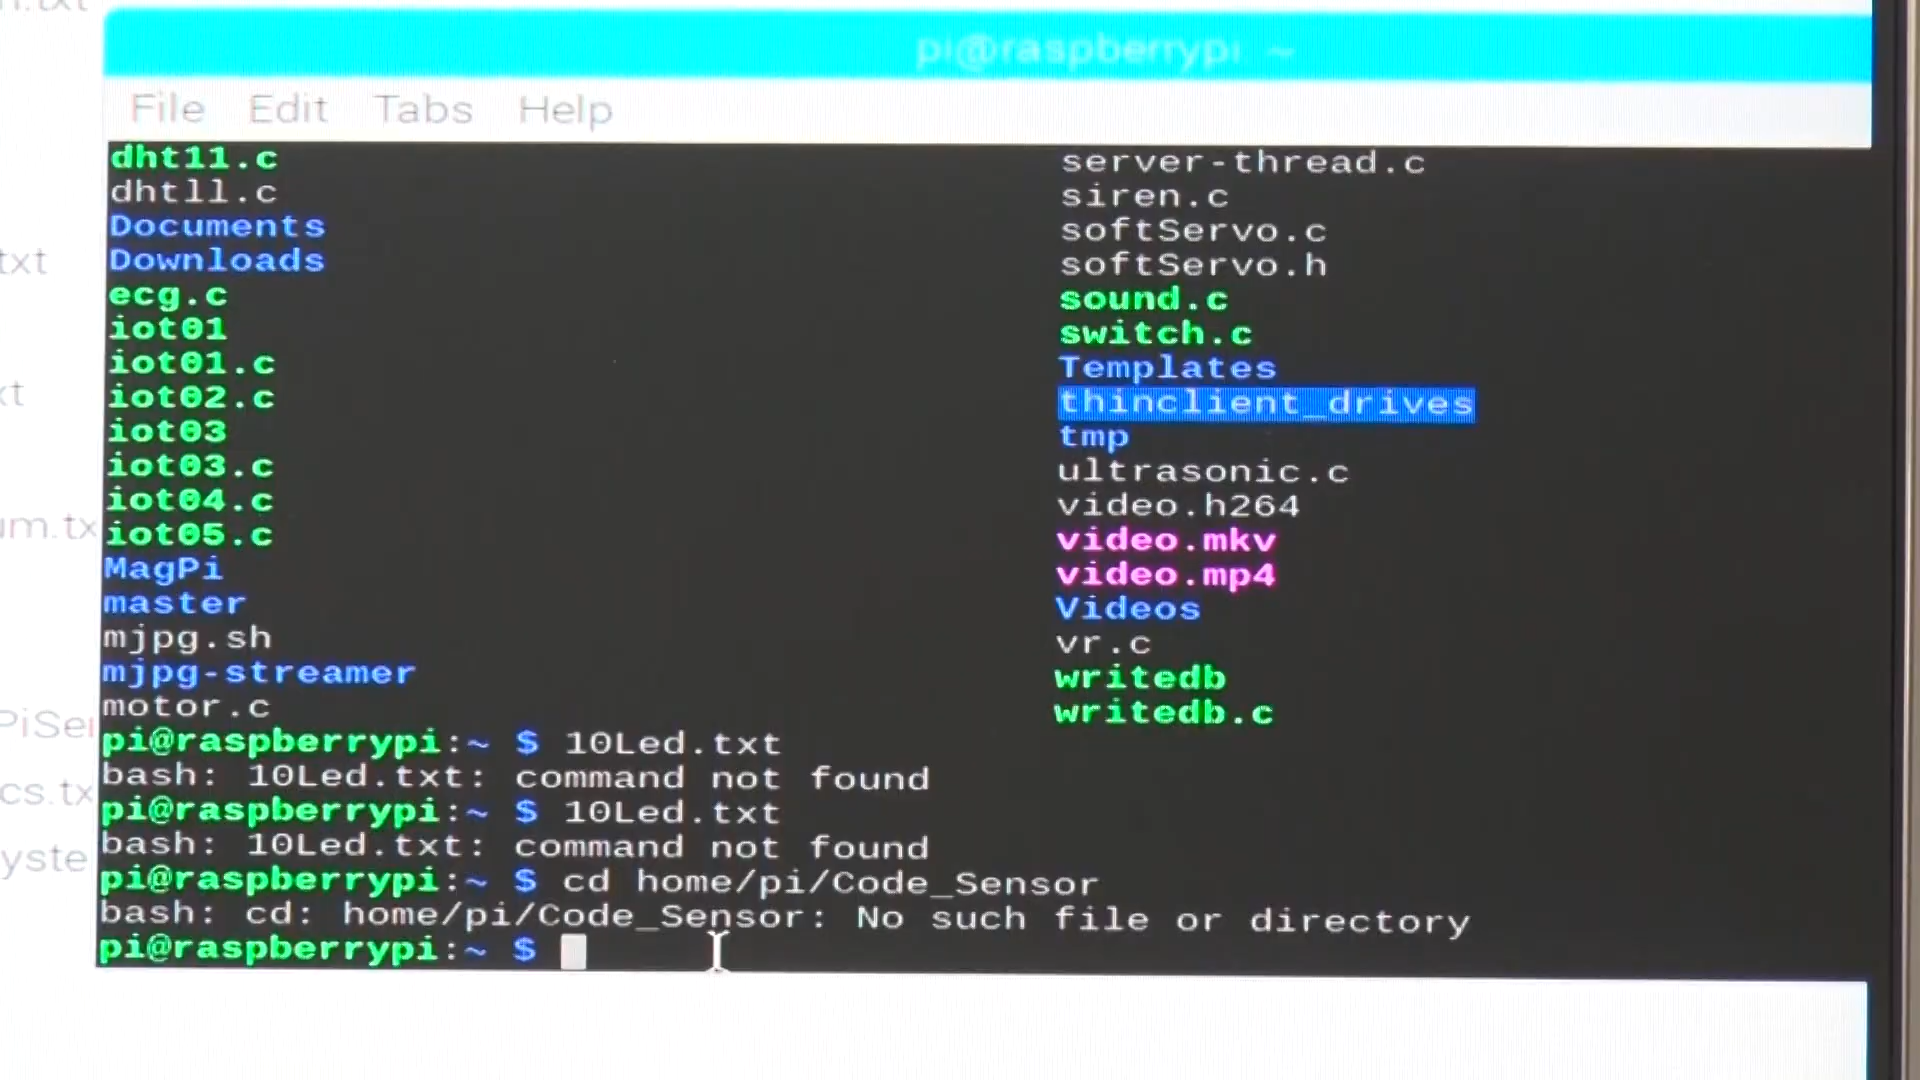 pi@raspberrypi ~
File Edit Tabs Help
dht11.c server-thread.c
dhtll.c siren.c
Documents softServo.c
Downloads softServo.h
ecg.c sound.c
iot01 switch.c
iot01.c Templates
iot02.c thinclient_drives
iot03 tmp
iot03.c ultrasonic.c
iot04.c video.h264
iot05.c video.mkv
MagPi video.mp4
master Videos
mjpg.sh vr.c
mjpg-streamer writedb
motor.c writedb.c
pi@raspberrypi:~ $ 10Led.txt
bash: 10Led.txt: command not found
pi@raspberrypi:~ $ 10Led.txt
bash: 10Led.txt: command not found
pi@raspberrypi:~ $ cd home/pi/Code_Sensor
bash: cd: home/pi/Code_Sensor: No such file or directory
pi@raspberrypi:~ $